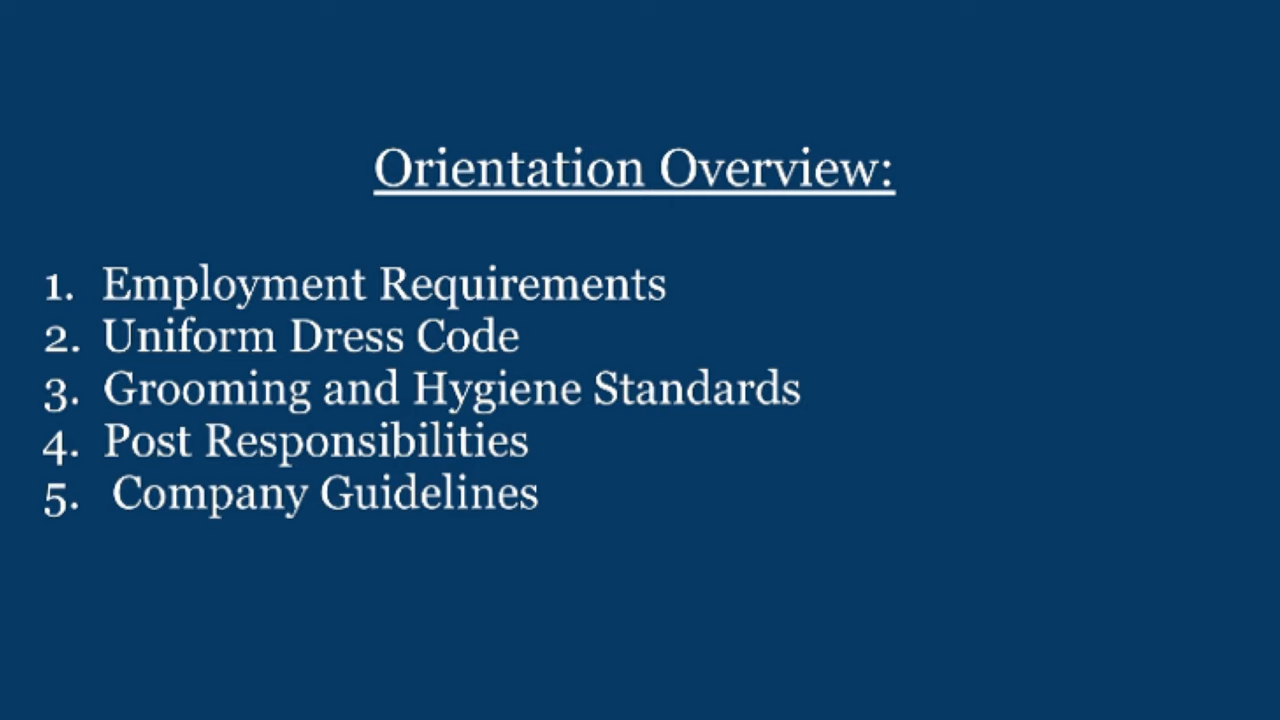 Orientation Overview:
1. Employment Requirements
2. Uniform Dress Code
3. Grooming and Hygiene Standards
4. Post Responsibilities
5. Company Guidelines